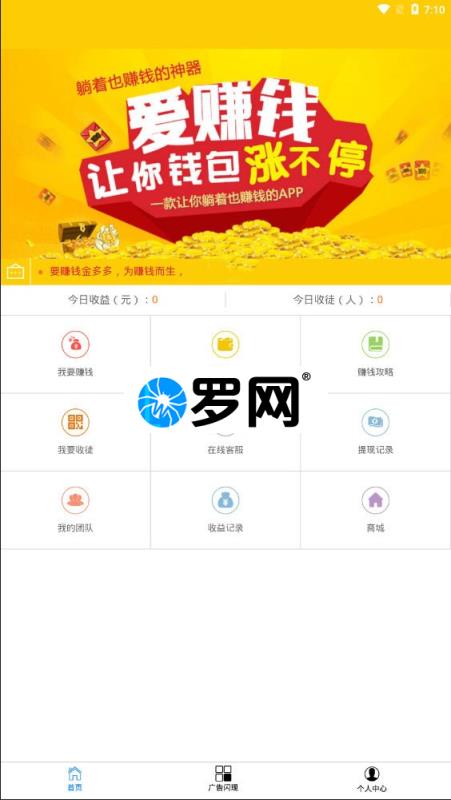 7:10
躺着也赚钱的神器
爱赚钱
让你钱包涨不停
一款让你躺着也赚钱的APP
要赚钱金多多，为赚钱而生，
今日收益（元）：0
今日收徒（人）：0
我要赚钱
赚钱攻略
罗网®
我要收徒
在线客服
提现记录
我的团队
收益记录
商城
首页
广告闪现
个人中心